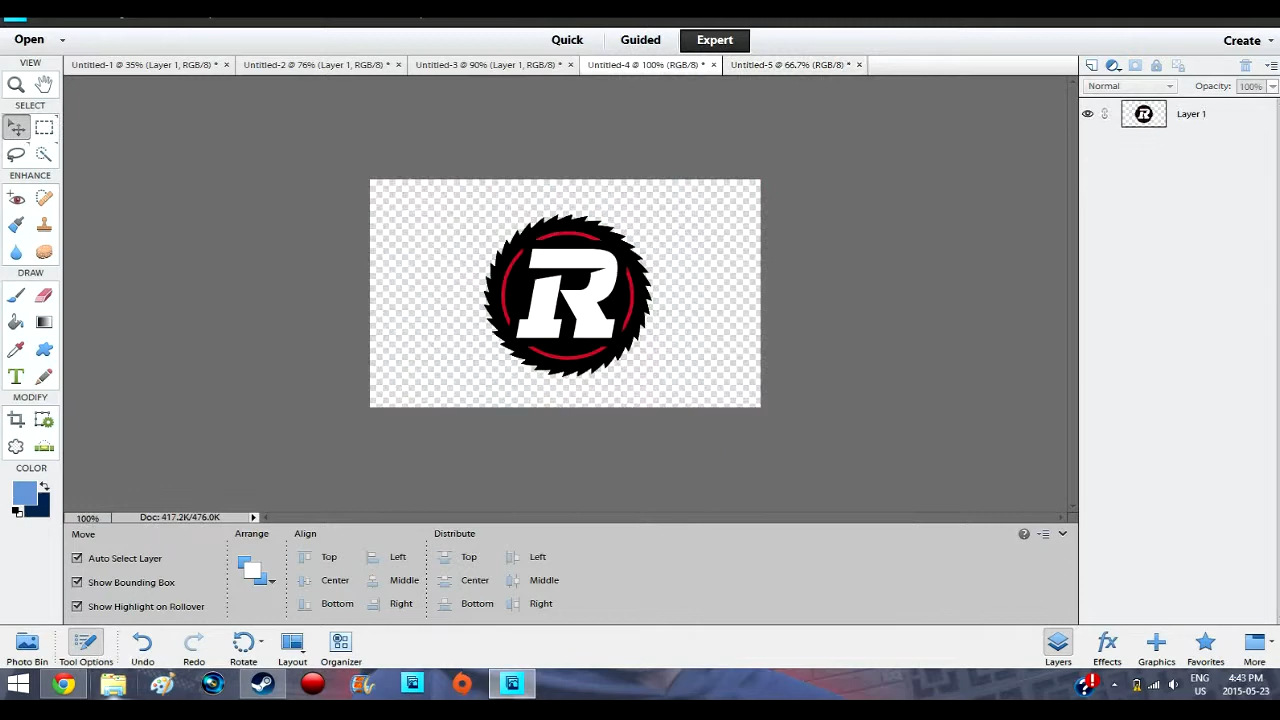 Open Quick Guided Expert Create
VIEW
Untitled-1 @ 35% (Layer 1, RGB/8) * × Untitled-2 @ 76% (Layer 1, RGB/8) * × Untitled-3 @ 90% (Layer 1, RGB/8) * × Untitled-4 @ 100% (RGB/8) * × Untitled-5 @ 66.7% (RGB/8) * ×
Normal Opacity: 100%
SELECT
Layer 1
ENHANCE
R
DRAW
T
MODIFY
COLOR
100% Doc: 417.2K/476.0K
Move Arrange Align Distribute
Auto Select Layer Top Left Top Left
Show Bounding Box Center Middle Center Middle
Show Highlight on Rollover Bottom Right Bottom Right
Photo Bin Tool Options Undo Redo Rotate Layout Organizer Layers Effects Graphics Favorites More
ENG 4:43 PM
US 2015-05-23